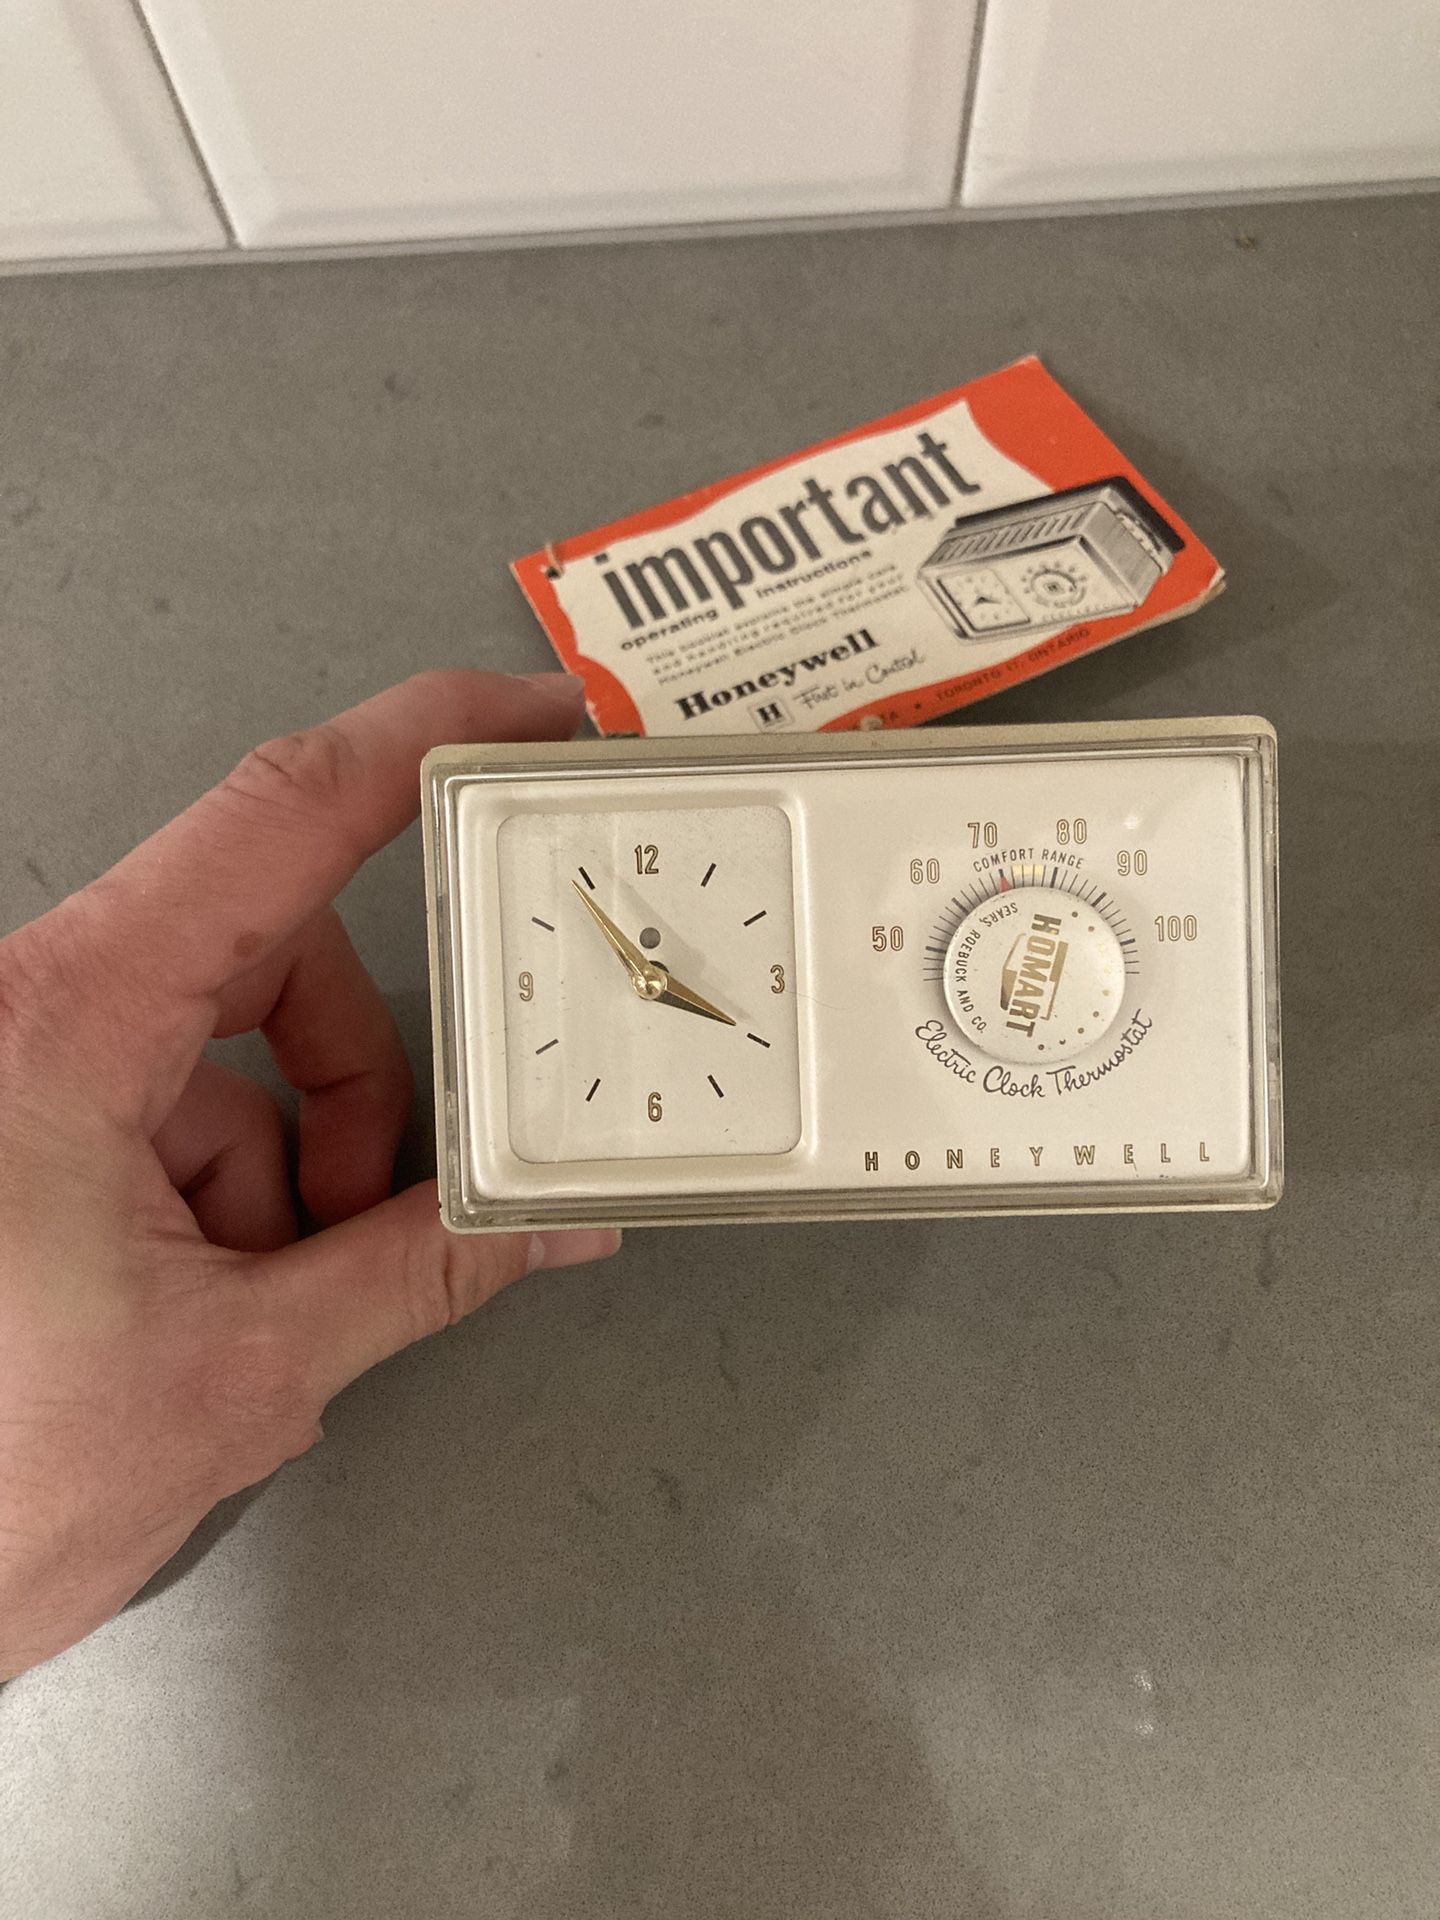 important
operating instructions
This booklet explains the simple care
and handling required for your
Honeywell Electric Clock Thermostat.
Honeywell
H First in Control
TORONTO 17, ONTARIO
12
3
6
9
50 60 70 80 90 100
COMFORT RANGE
SEARS, ROEBUCK AND CO.
HOMART
Electric Clock Thermostat
HONEYWELL